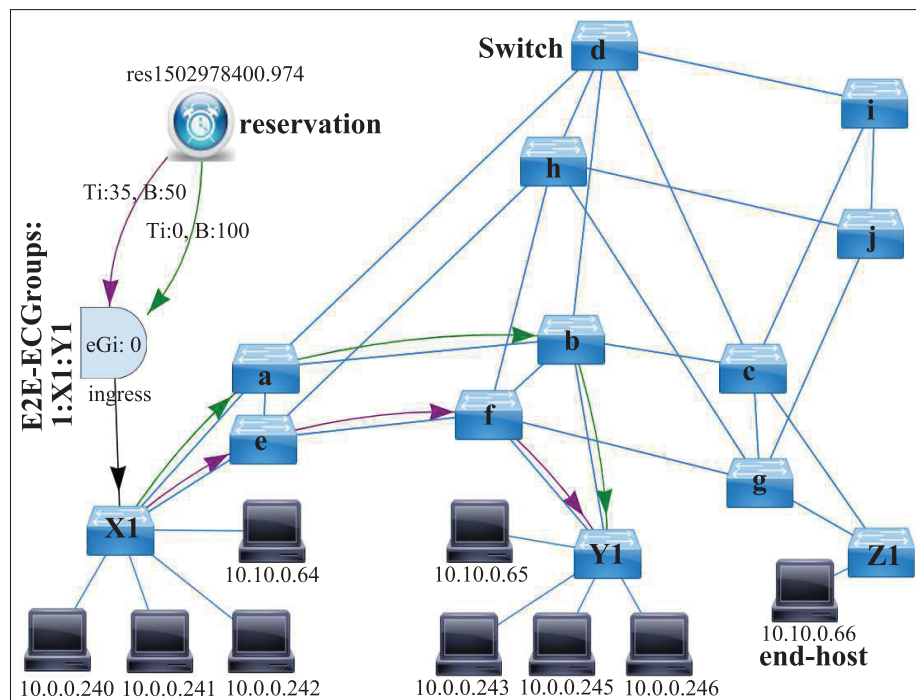 Switch
d
res1502978400.974
reservation
i
h
Ti:35, B:50
Ti:0, B:100
j
E2E-ECGroups:
1:X1:Y1
eGi: 0
ingress
a
b
c
e
f
g
X1
Y1
Z1
10.10.0.64
10.10.0.65
10.10.0.66
end-host
10.0.0.240
10.0.0.241
10.0.0.242
10.0.0.243
10.0.0.245
10.0.0.246